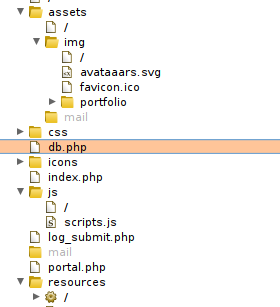 assets
/
img
/
avataaars.svg
favicon.ico
portfolio
mail
css
db.php
icons
index.php
js
/
scripts.js
log_submit.php
mail
portal.php
resources
/